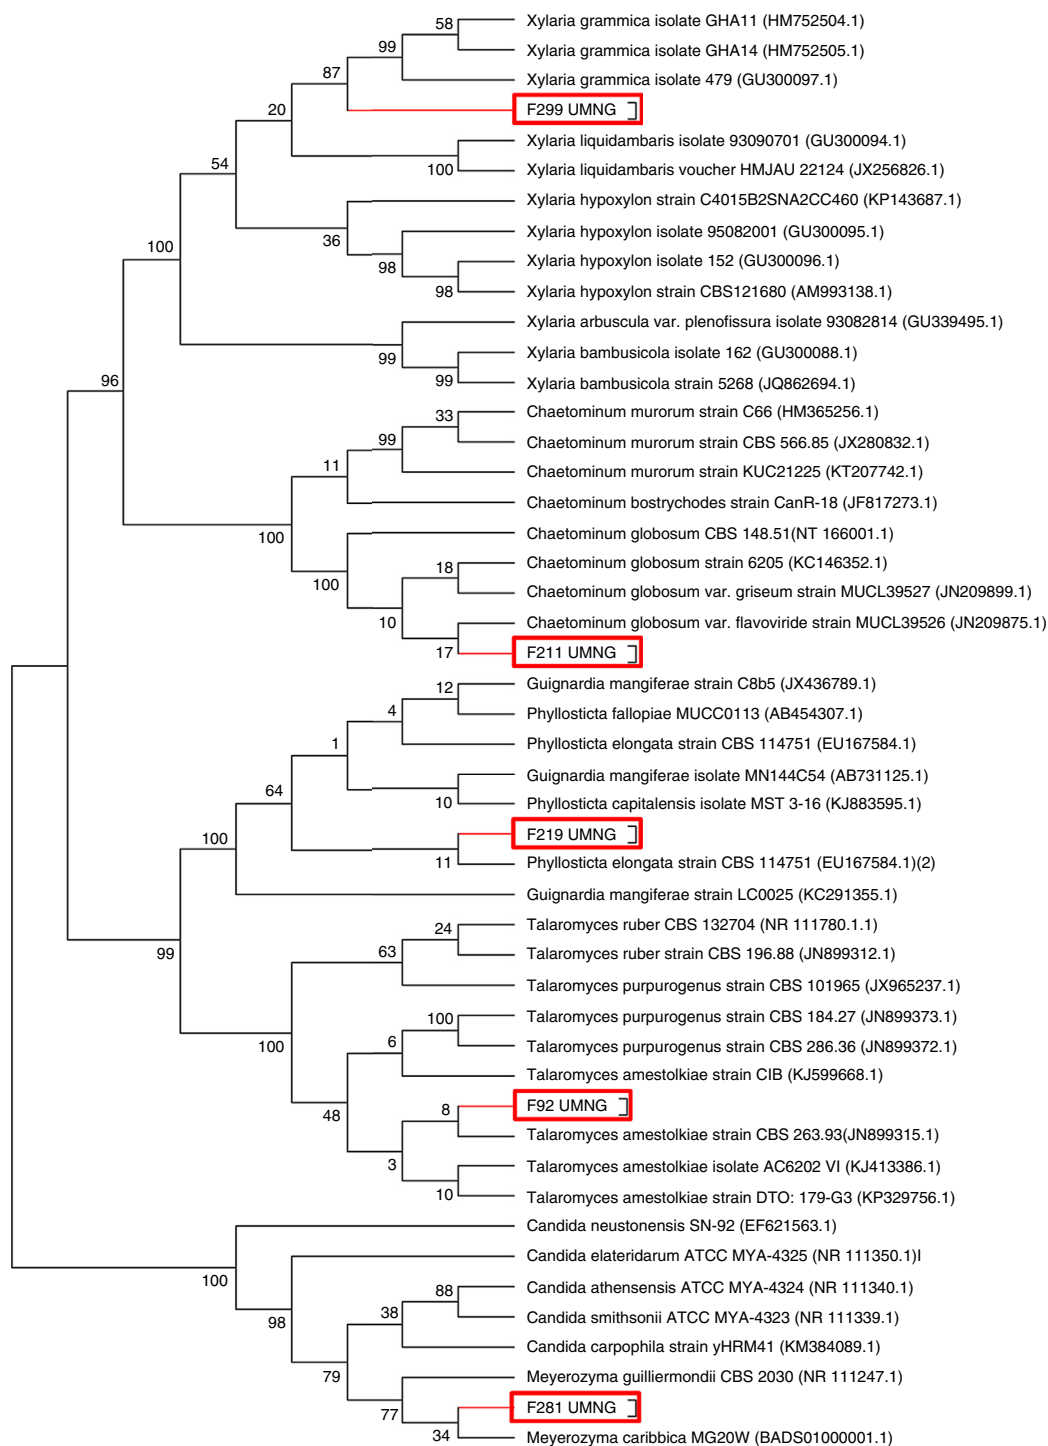 58
Xylaria grammica isolate GHA11 (HM752504.1)
99
Xylaria grammica isolate GHA14 (HM752505.1)
87
Xylaria grammica isolate 479 (GU300097.1)
20
F299 UMNG
Xylaria liquidambaris isolate 93090701 (GU300094.1)
54
100
Xylaria liquidambaris voucher HMJAU 22124 (JX256826.1)
Xylaria hypoxylon strain C4015B2SNA2CC460 (KP143687.1)
36
Xylaria hypoxylon isolate 95082001 (GU300095.1)
100
98
Xylaria hypoxylon isolate 152 (GU300096.1)
98
Xylaria hypoxylon strain CBS121680 (AM993138.1)
Xylaria arbuscula var. plenofissura isolate 93082814 (GU339495.1)
99
Xylaria bambusicola isolate 162 (GU300088.1)
96
99
Xylaria bambusicola strain 5268 (JQ862694.1)
33
Chaetominum murorum strain C66 (HM365256.1)
99
Chaetominum murorum strain CBS 566.85 (JX280832.1)
11
Chaetominum murorum strain KUC21225 (KT207742.1)
Chaetominum bostrychodes strain CanR-18 (JF817273.1)
100
Chaetominum globosum CBS 148.51(NT 166001.1)
100
18
Chaetominum globosum strain 6205 (KC146352.1)
Chaetominum globosum var. griseum strain MUCL39527 (JN209899.1)
10
Chaetominum globosum var. flavoviride strain MUCL39526 (JN209875.1)
17
F211 UMNG
12
Guignardia mangiferae strain C8b5 (JX436789.1)
4
Phyllosticta fallopiae MUCC0113 (AB454307.1)
1
Phyllosticta elongata strain CBS 114751 (EU167584.1)
Guignardia mangiferae isolate MN144C54 (AB731125.1)
64
10
Phyllosticta capitalensis isolate MST 3-16 (KJ883595.1)
100
F219 UMNG
11
Phyllosticta elongata strain CBS 114751 (EU167584.1)(2)
Guignardia mangiferae strain LC0025 (KC291355.1)
99
24
Talaromyces ruber CBS 132704 (NR 111780.1.1)
63
Talaromyces ruber strain CBS 196.88 (JN899312.1)
Talaromyces purpurogenus strain CBS 101965 (JX965237.1)
100
100
Talaromyces purpurogenus strain CBS 184.27 (JN899373.1)
6
Talaromyces purpurogenus strain CBS 286.36 (JN899372.1)
Talaromyces amestolkiae strain CIB (KJ599668.1)
48
8
F92 UMNG
Talaromyces amestolkiae strain CBS 263.93(JN899315.1)
3
Talaromyces amestolkiae isolate AC6202 VI (KJ413386.1)
10
Talaromyces amestolkiae strain DTO: 179-G3 (KP329756.1)
Candida neustonensis SN-92 (EF621563.1)
100
Candida elateridarum ATCC MYA-4325 (NR 111350.1)I
98
88
Candida athensensis ATCC MYA-4324 (NR 111340.1)
38
Candida smithsonii ATCC MYA-4323 (NR 111339.1)
Candida carpophila strain yHRM41 (KM384089.1)
79
Meyerozyma guilliermondii CBS 2030 (NR 111247.1)
77
F281 UMNG
34
Meyerozyma caribbica MG20W (BADS01000001.1)